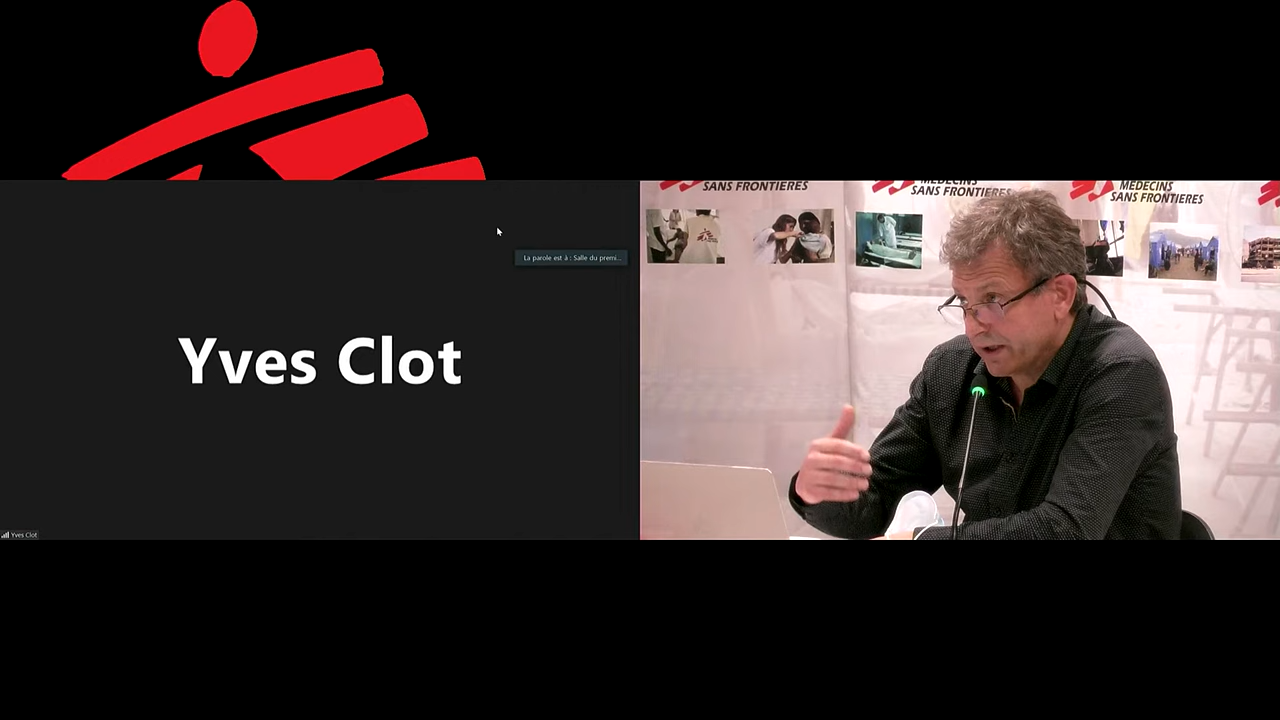 SANS FRONTIERES
MEDECINS
SANS FRONTIERES
MEDECINS
SANS FRONTIERES
La parole est à : Salle du premi...
Yves Clot
Yves Clot